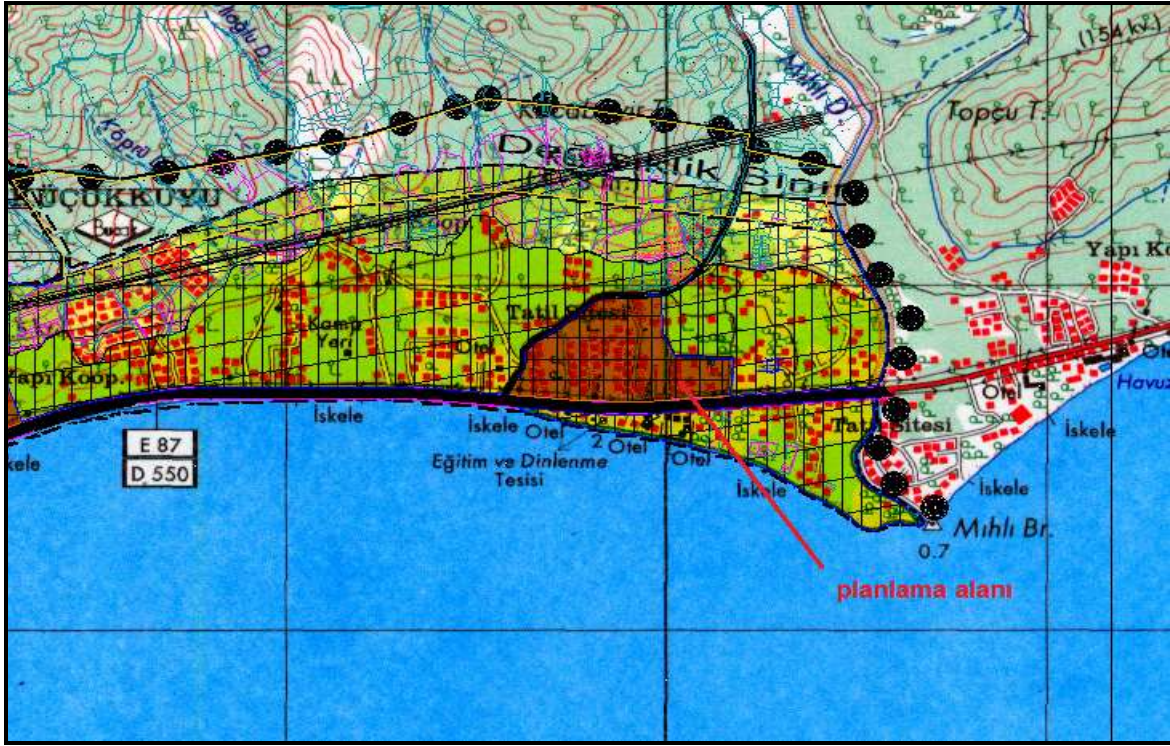 (154 kv.)
Mıhlı D.
Topçu T.
Köprü
KÜÇÜKKUYU
Bucak
Değişiklik Sınırı
Yapı Ko
Tatil Sitesi
Kamp
Yeri
Otel
Yapı Koop.
Otel
Havuz
İskele
İskele
Otel
2
Otel
Otel
Tatil Sitesi
İskele
E 87
D 550
kele
Eğitim ve Dinlenme
Tesisi
İskele
İskele
Mıhlı Br.
0.7
planlama alanı